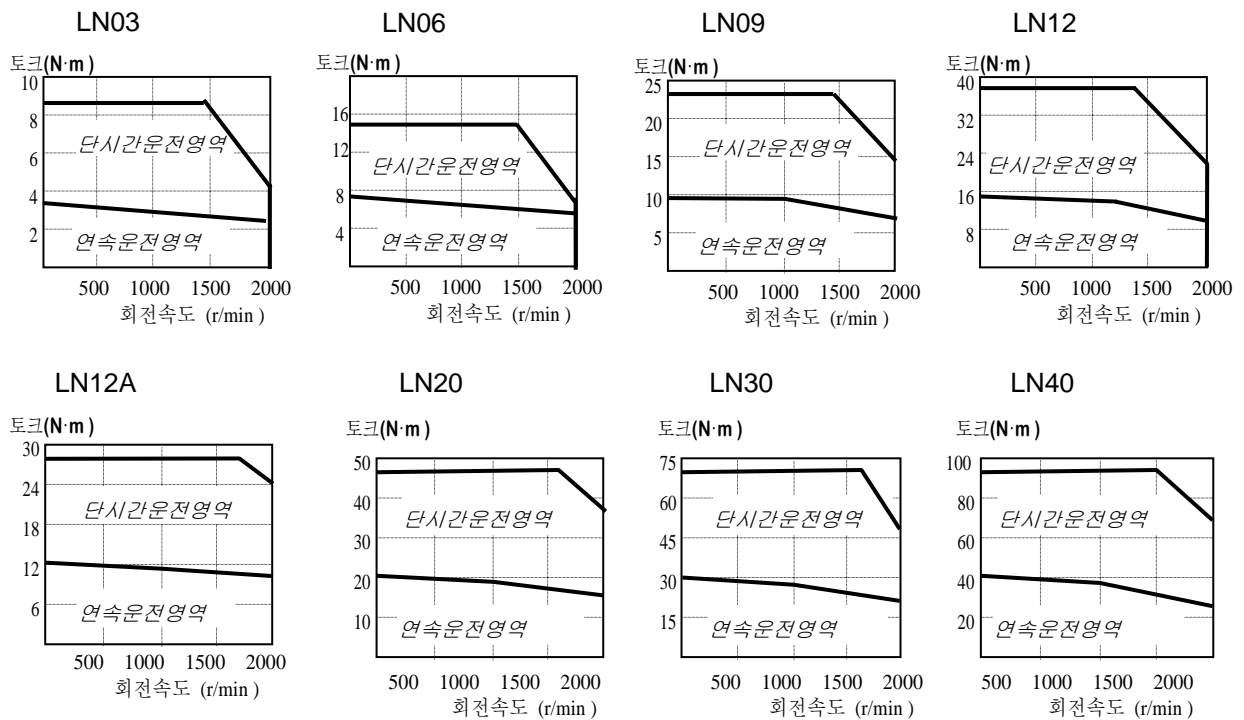 LN03
토크(N·m )
10
8
6
4
2
단시간운전영역
연속운전영역
500 1000 1500 2000
회전속도 (r/min )
LN06
토크(N·m )
16
12
8
4
단시간운전영역
연속운전영역
500 1000 1500 2000
회전속도 (r/min )
LN09
토크(N·m )
25
20
15
10
5
단시간운전영역
연속운전영역
500 1000 1500 2000
회전속도 (r/min )
LN12
토크(N·m )
40
32
24
16
8
단시간운전영역
연속운전영역
500 1000 1500 2000
회전속도 (r/min )
LN12A
토크(N·m )
30
24
18
12
6
단시간운전영역
연속운전영역
500 1000 1500 2000
회전속도 (r/min )
LN20
토크(N·m )
50
40
30
20
10
단시간운전영역
연속운전영역
500 1000 1500 2000
회전속도 (r/min )
LN30
토크(N·m )
75
60
45
30
15
단시간운전영역
연속운전영역
500 1000 1500 2000
회전속도 (r/min )
LN40
토크(N·m )
100
80
60
40
20
단시간운전영역
연속운전영역
500 1000 1500 2000
회전속도 (r/min )